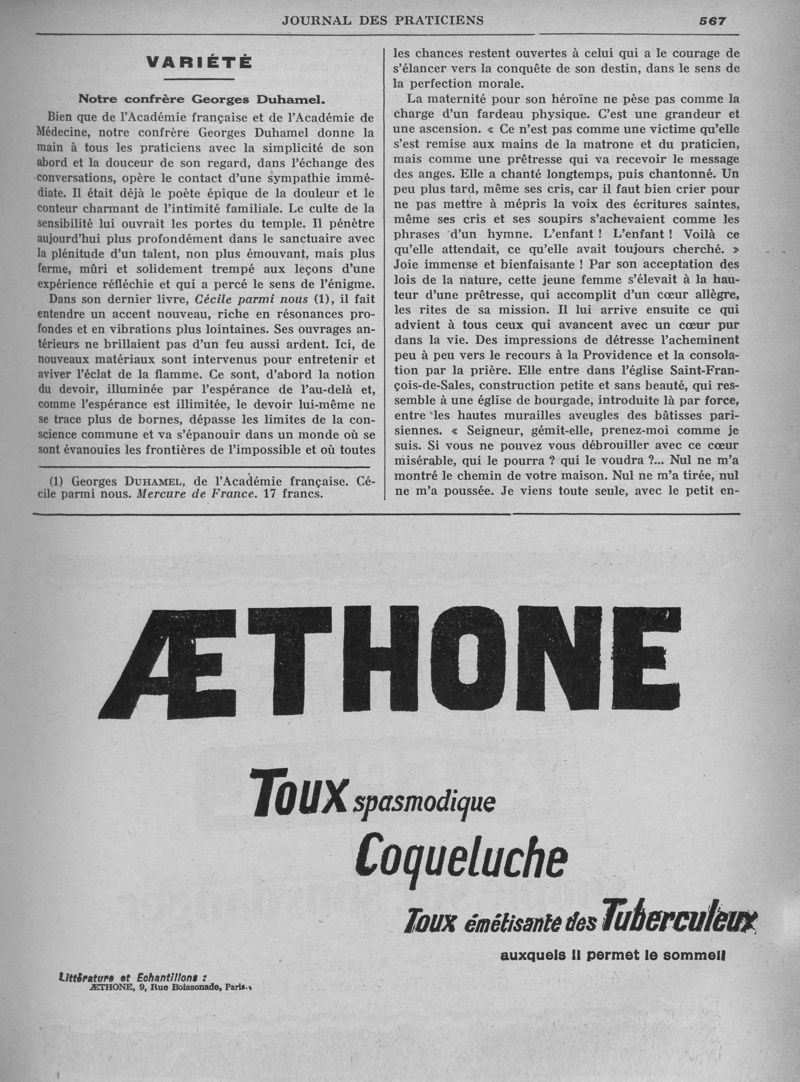 JOURNAL DES PRATICIENS 567
VARIÉTÉ
Notre confrère Georges Duhamel.
Bien que de l'Académie française et de l'Académie de
Médecine, notre confrère Georges Duhamel donne la
main à tous les praticiens avec la simplicité de son
abord et la douceur de son regard, dans l'échange des
conversations, opère le contact d'une sympathie immé-
diate. Il était déjà le poète épique de la douleur et le
conteur charmant de l'intimité familiale. Le culte de la
sensibilité lui ouvrait les portes du temple. Il pénètre
aujourd'hui plus profondément dans le sanctuaire avec
la plénitude d'un talent, non plus émouvant, mais plus
ferme, mûri et solidement trempé aux leçons d'une
expérience réfléchie et qui a percé le sens de l'énigme.
Dans son dernier livre, Cécile parmi nous (1), il fait
entendre un accent nouveau, riche en résonances pro-
fondes et en vibrations plus lointaines. Ses ouvrages an-
térieurs ne brillaient pas d'un feu aussi ardent. Ici, de
nouveaux matériaux sont intervenus pour entretenir et
aviver l'éclat de la flamme. Ce sont, d'abord la notion
du devoir, illuminée par l'espérance de l'au-delà et,
comme l'espérance est illimitée, le devoir lui-même ne
se trace plus de bornes, dépasse les limites de la con-
science commune et va s'épanouir dans un monde où se
sont évanouies les frontières de l'impossible et où toutes
(1) Georges DUHAMEL, de l'Académie française. Cé-
cile parmi nous. Mercure de France. 17 francs.
les chances restent ouvertes à celui qui a le courage de
s'élancer vers la conquête de son destin, dans le sens de
la perfection morale.
La maternité pour son héroïne ne pèse pas comme la
charge d'un fardeau physique. C'est une grandeur et
une ascension. « Ce n'est pas comme une victime qu'elle
s'est remise aux mains de la matrone et du praticien,
mais comme une prêtresse qui va recevoir le message
des anges. Elle a chanté longtemps, puis chantonné. Un
peu plus tard, même ses cris, car il faut bien crier pour
ne pas mettre à mépris la voix des écritures saintes,
même ses cris et ses soupirs s'achevaient comme les
phrases d'un hymne. L'enfant ! L'enfant ! Voilà ce
qu'elle attendait, ce qu'elle avait toujours cherché. »
Joie immense et bienfaisante ! Par son acceptation des
lois de la nature, cette jeune femme s'élevait à la hau-
teur d'une prêtresse, qui accomplit d'un cœur allègre,
les rites de sa mission. Il lui arrive ensuite ce qui
advient à tous ceux qui avancent avec un cœur pur
dans la vie. Des impressions de détresse l'acheminent
peu à peu vers le recours à la Providence et la consola-
tion par la prière. Elle entre dans l'église Saint-Fran-
çois-de-Sales, construction petite et sans beauté, qui res-
semble à une église de bourgade, introduite là par force,
entre les hautes murailles aveugles des bâtisses pari-
siennes. « Seigneur, gémit-elle, prenez-moi comme je
suis. Si vous ne pouvez vous débrouiller avec ce cœur
misérable, qui le pourra ? qui le voudra ?... Nul ne m'a
montré le chemin de votre maison. Nul ne m'a tirée, nul
ne m'a poussée. Je viens toute seule, avec le petit en-
ÆTHONE
Toux spasmodique
Coqueluche
Toux émétisante des Tuberculeux
auxquels il permet le sommeil
Littérature et Echantillons :
ÆTHONE, 9, Rue Boissonade, Paris.